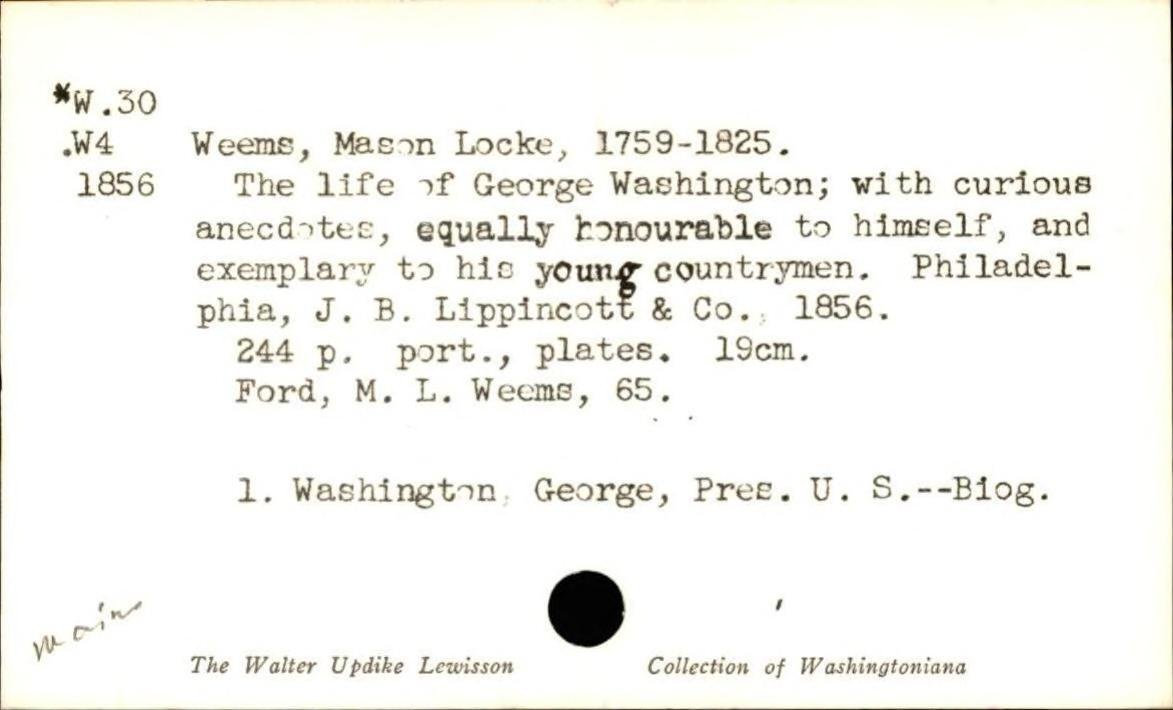 *W.30
.W4 Weems, Mason Locke, 1759-1825.
1856 The life of George Washington; with curious
anecdotes, equally honourable to himself, and
exemplary to his young countrymen. Philadel-
phia, J. B. Lippincott & Co., 1856.
244 p. port., plates. 19cm.
Ford, M. L. Weems, 65.
1. Washington, George, Pres. U. S.--Biog.
main
The Walter Updike Lewisson Collection of Washingtoniana